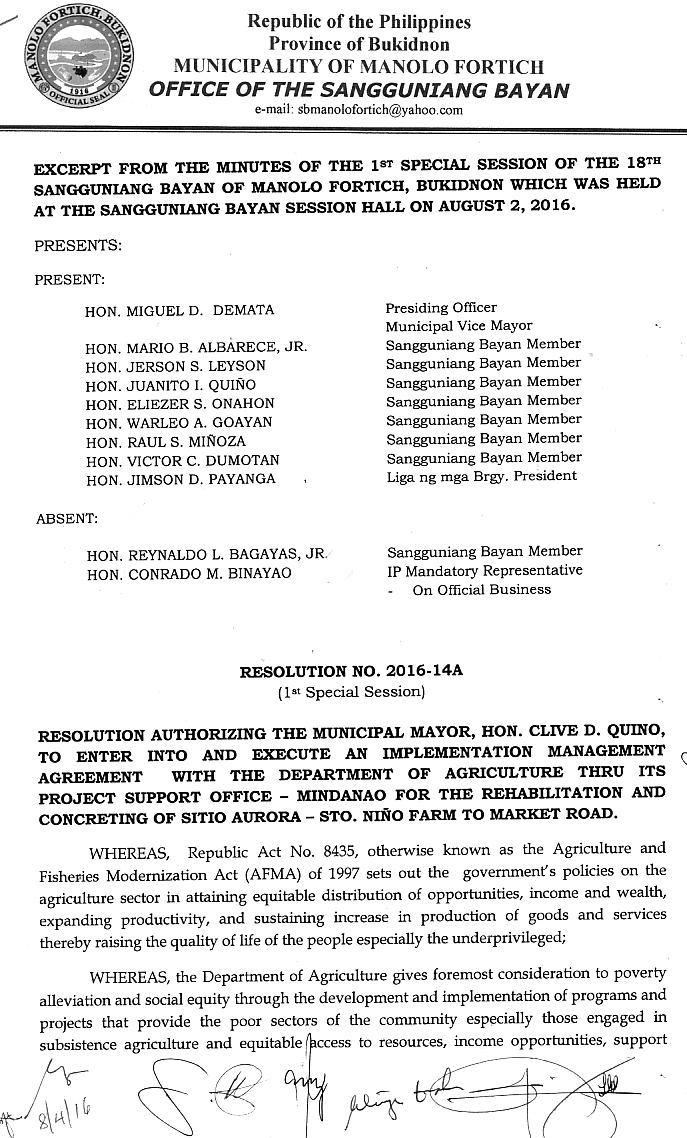 MANOLO FORTICH, BUKIDNON
1916
OFFICIAL SEAL
Republic of the Philippines
Province of Bukidnon
MUNICIPALITY OF MANOLO FORTICH
OFFICE OF THE SANGGUNIANG BAYAN
e-mail: sbmanolofortich@yahoo.com
EXCERPT FROM THE MINUTES OF THE 1ST SPECIAL SESSION OF THE 18TH
SANGGUNIANG BAYAN OF MANOLO FORTICH, BUKIDNON WHICH WAS HELD
AT THE SANGGUNIANG BAYAN SESSION HALL ON AUGUST 2, 2016.
PRESENTS:
PRESENT:
HON. MIGUEL D. DEMATA Presiding Officer
Municipal Vice Mayor
HON. MARIO B. ALBARECE, JR. Sangguniang Bayan Member
HON. JERSON S. LEYSON Sangguniang Bayan Member
HON. JUANITO I. QUIÑO Sangguniang Bayan Member
HON. ELIEZER S. ONAHON Sangguniang Bayan Member
HON. WARLEO A. GOAYAN Sangguniang Bayan Member
HON. RAUL S. MIÑOZA Sangguniang Bayan Member
HON. VICTOR C. DUMOTAN Sangguniang Bayan Member
HON. JIMSON D. PAYANGA Liga ng mga Brgy. President
ABSENT:
HON. REYNALDO L. BAGAYAS, JR. Sangguniang Bayan Member
HON. CONRADO M. BINAYAO IP Mandatory Representative
- On Official Business
RESOLUTION NO. 2016-14A
(1st Special Session)
RESOLUTION AUTHORIZING THE MUNICIPAL MAYOR, HON. CLIVE D. QUINO,
TO ENTER INTO AND EXECUTE AN IMPLEMENTATION MANAGEMENT
AGREEMENT WITH THE DEPARTMENT OF AGRICULTURE THRU ITS
PROJECT SUPPORT OFFICE – MINDANAO FOR THE REHABILITATION AND
CONCRETING OF SITIO AURORA – STO. NIÑO FARM TO MARKET ROAD.
WHEREAS, Republic Act No. 8435, otherwise known as the Agriculture and
Fisheries Modernization Act (AFMA) of 1997 sets out the government's policies on the
agriculture sector in attaining equitable distribution of opportunities, income and wealth,
expanding productivity, and sustaining increase in production of goods and services
thereby raising the quality of life of the people especially the underprivileged;
WHEREAS, the Department of Agriculture gives foremost consideration to poverty
alleviation and social equity through the development and implementation of programs and
projects that provide the poor sectors of the community especially those engaged in
subsistence agriculture and equitable access to resources, income opportunities, support
8/4/16